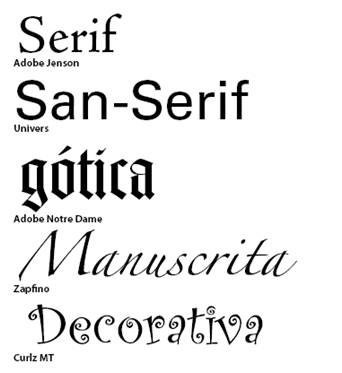 Serif
Adobe Jenson
San-Serif
Univers
gótica
Adobe Notre Dame
Manuscrita
Zapfino
Decorativa
Curlz MT